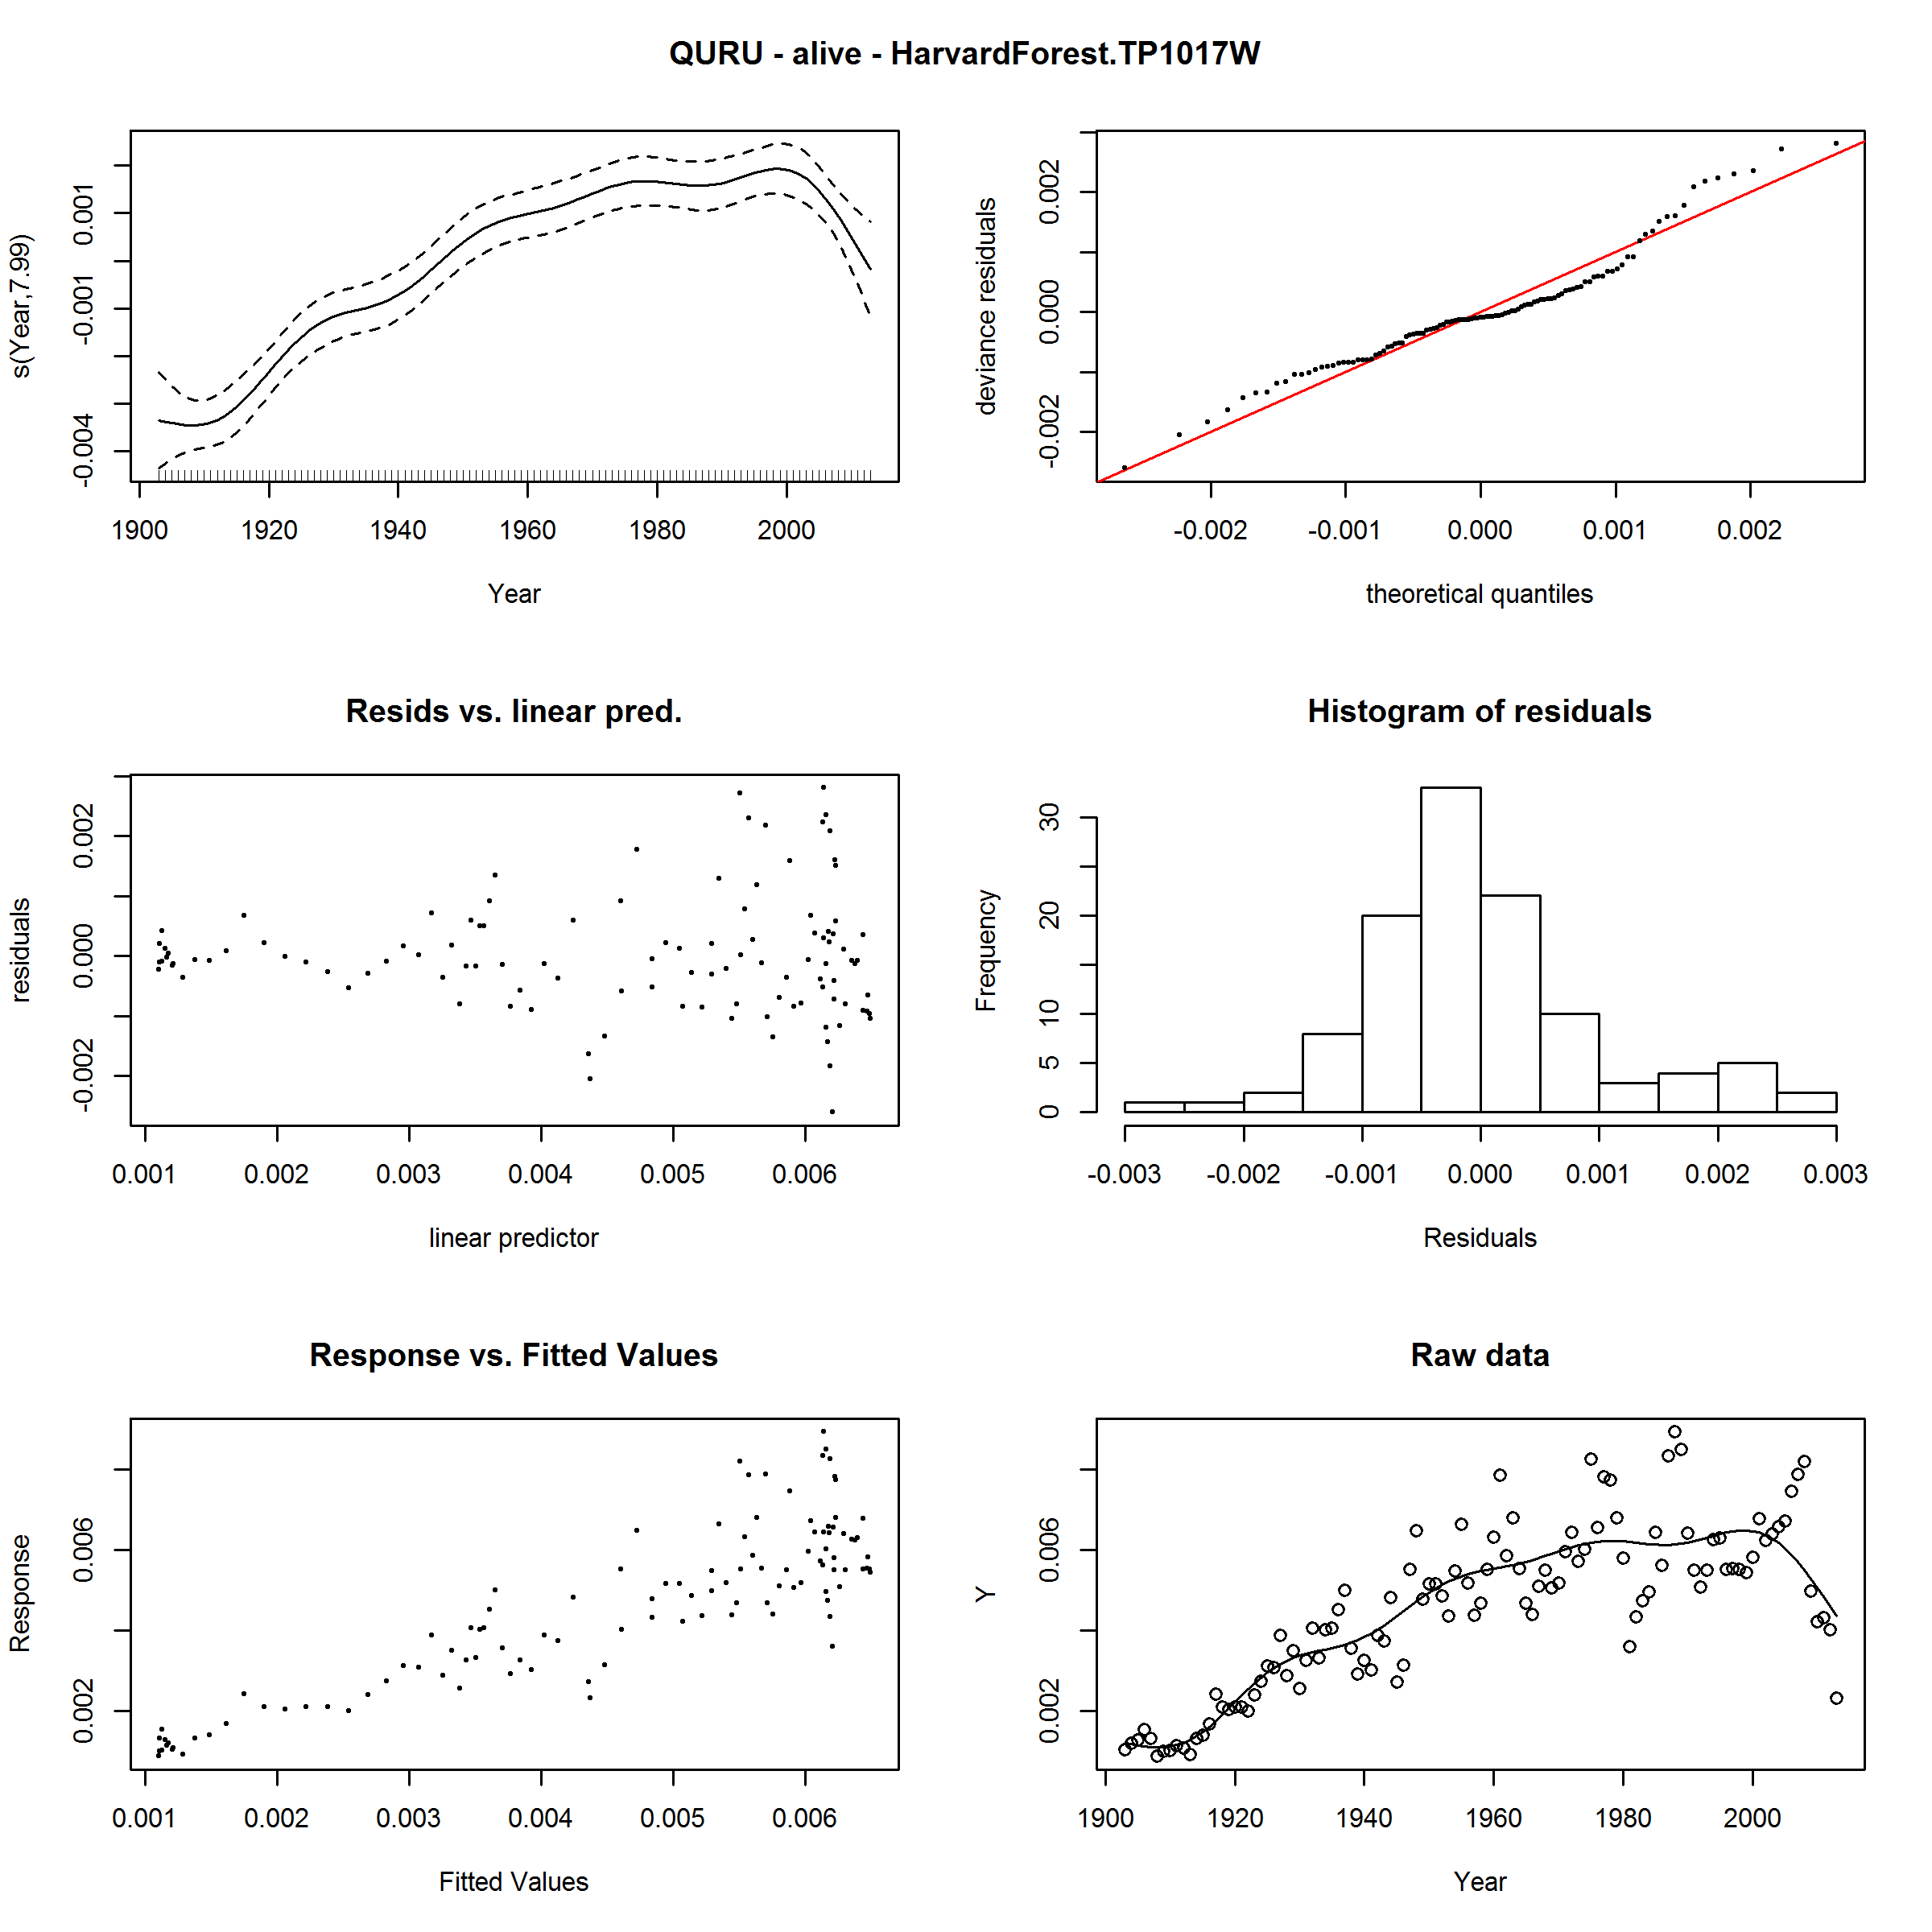 QURU - alive - HarvardForest.TP1017W
s(Year,7.99)
-0.004 -0.001 0.001
1900 1920 1940 1960 1980 2000
Year
deviance residuals
-0.002 0.000 0.002
-0.002 -0.001 0.000 0.001 0.002
theoretical quantiles
Resids vs. linear pred.
residuals
-0.002 0.000 0.002
0.001 0.002 0.003 0.004 0.005 0.006
linear predictor
Histogram of residuals
Frequency
0 5 10 20 30
-0.003 -0.002 -0.001 0.000 0.001 0.002 0.003
Residuals
Response vs. Fitted Values
Response
0.002 0.006
0.001 0.002 0.003 0.004 0.005 0.006
Fitted Values
Raw data
Y
0.002 0.006
1900 1920 1940 1960 1980 2000
Year